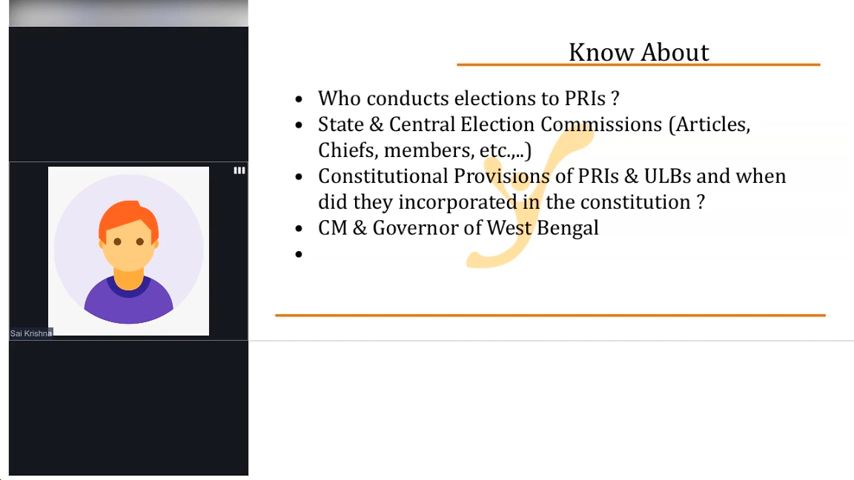 Know About
• Who conducts elections to PRIs ?
• State & Central Election Commissions (Articles,
Chiefs, members, etc.,..)
• Constitutional Provisions of PRIs & ULBs and when
did they incorporated in the constitution ?
• CM & Governor of West Bengal
•
Sai Krishna